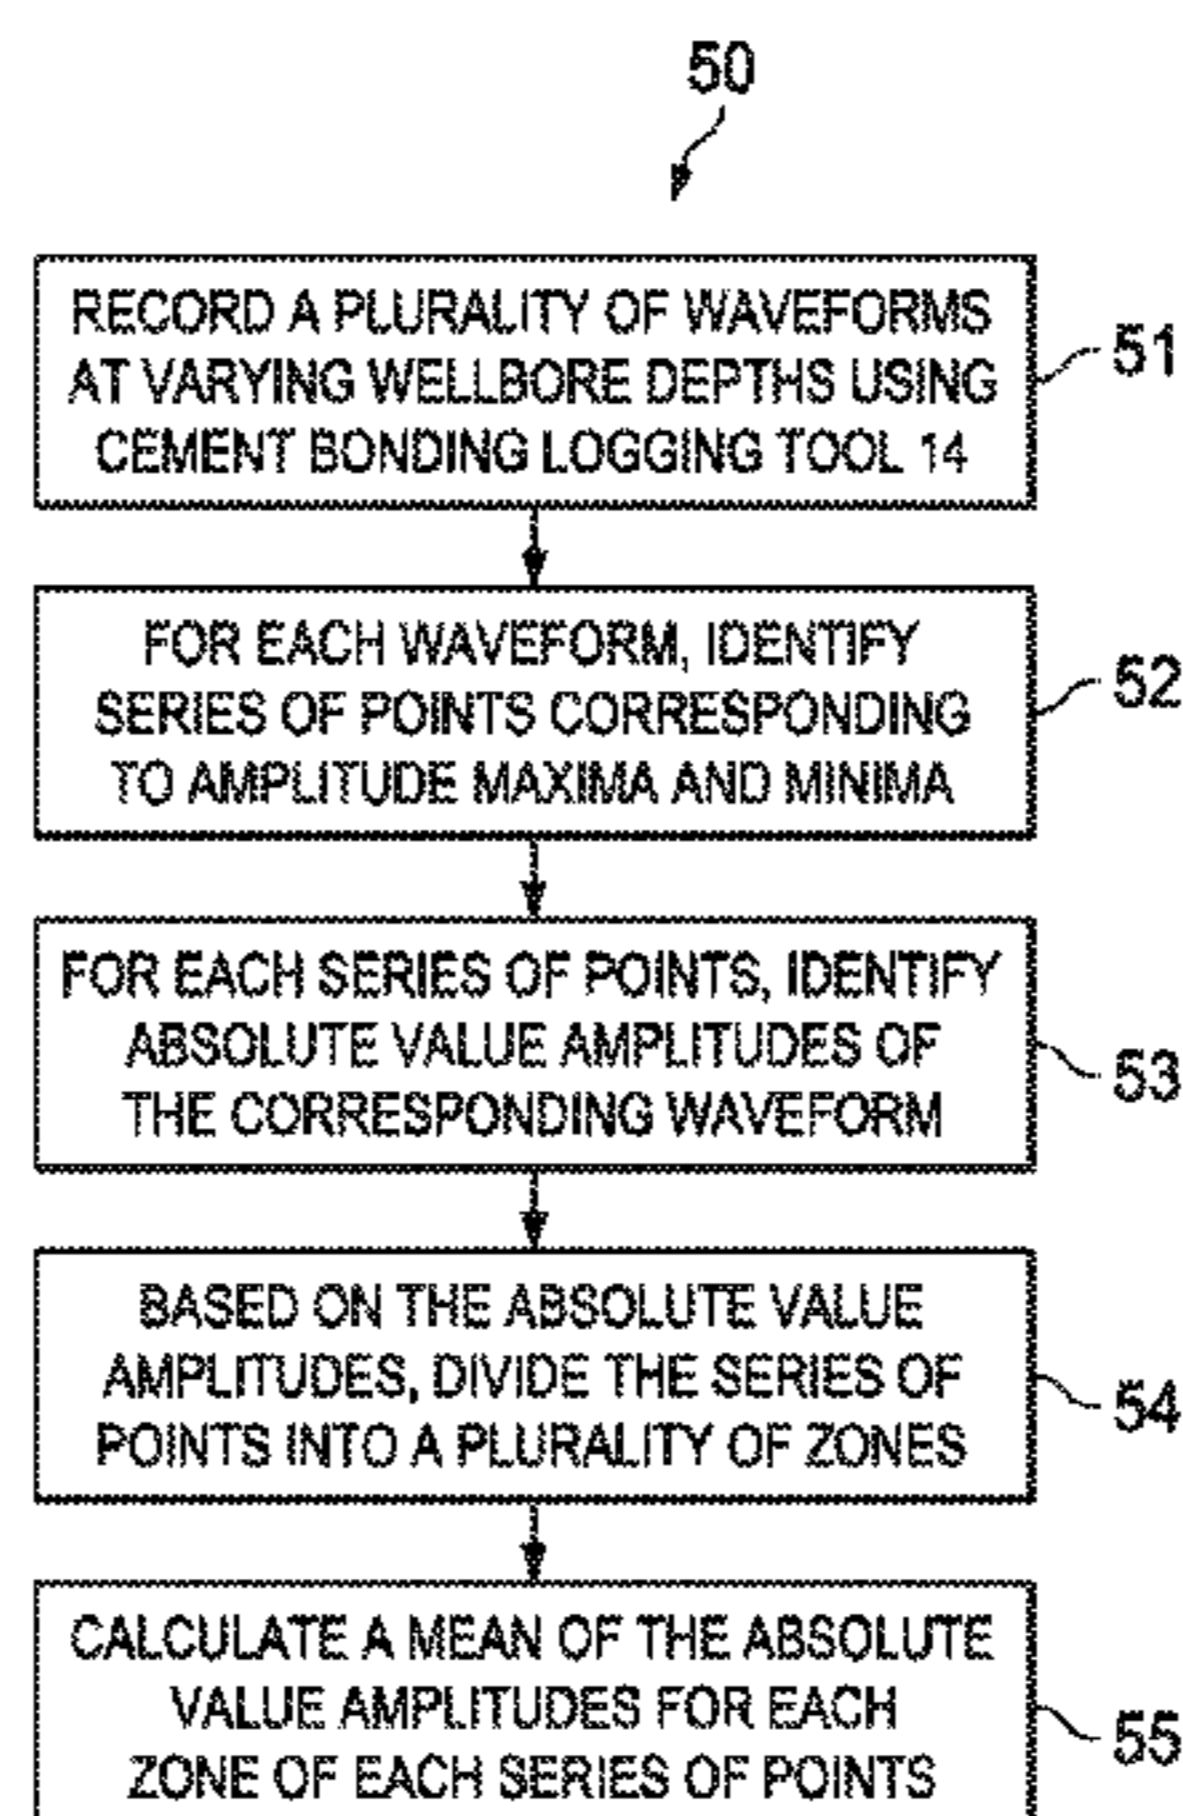 50
RECORD A PLURALITY OF WAVEFORMS
AT VARYING WELLBORE DEPTHS USING
CEMENT BONDING LOGGING TOOL 14
51
FOR EACH WAVEFORM, IDENTIFY
SERIES OF POINTS CORRESPONDING
TO AMPLITUDE MAXIMA AND MINIMA
52
FOR EACH SERIES OF POINTS, IDENTIFY
ABSOLUTE VALUE AMPLITUDES OF
THE CORRESPONDING WAVEFORM
53
BASED ON THE ABSOLUTE VALUE
AMPLITUDES, DIVIDE THE SERIES OF
POINTS INTO A PLURALITY OF ZONES
54
CALCULATE A MEAN OF THE ABSOLUTE
VALUE AMPLITUDES FOR EACH
ZONE OF EACH SERIES OF POINTS
55